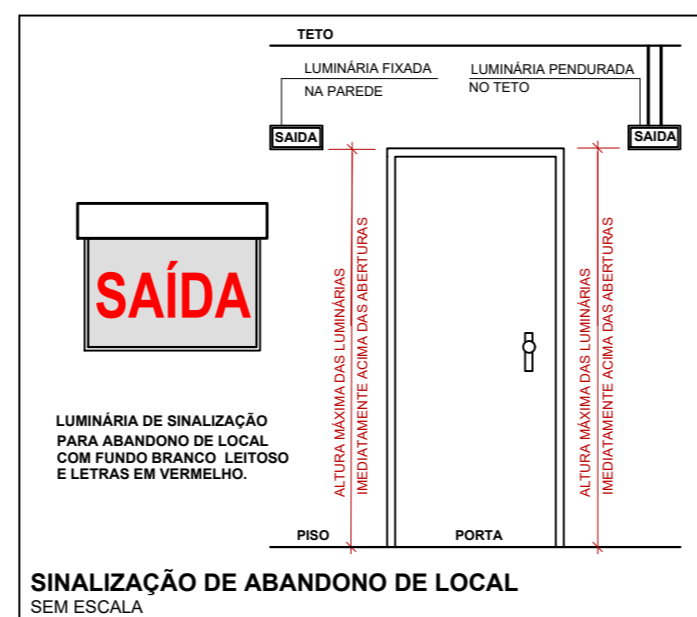 TETO
LUMINÁRIA FIXADA
NA PAREDE
LUMINÁRIA PENDURADA
NO TETO
SAIDA
SAIDA
SAÍDA
ALTURA MÁXIMA DAS LUMINÁRIAS
IMEDIATAMENTE ACIMA DAS ABERTURAS
ALTURA MÁXIMA DAS LUMINÁRIAS
IMEDIATAMENTE ACIMA DAS ABERTURAS
LUMINÁRIA DE SINALIZAÇÃO
PARA ABANDONO DE LOCAL
COM FUNDO BRANCO LEITOSO
E LETRAS EM VERMELHO.
PISO
PORTA
SINALIZAÇÃO DE ABANDONO DE LOCAL
SEM ESCALA